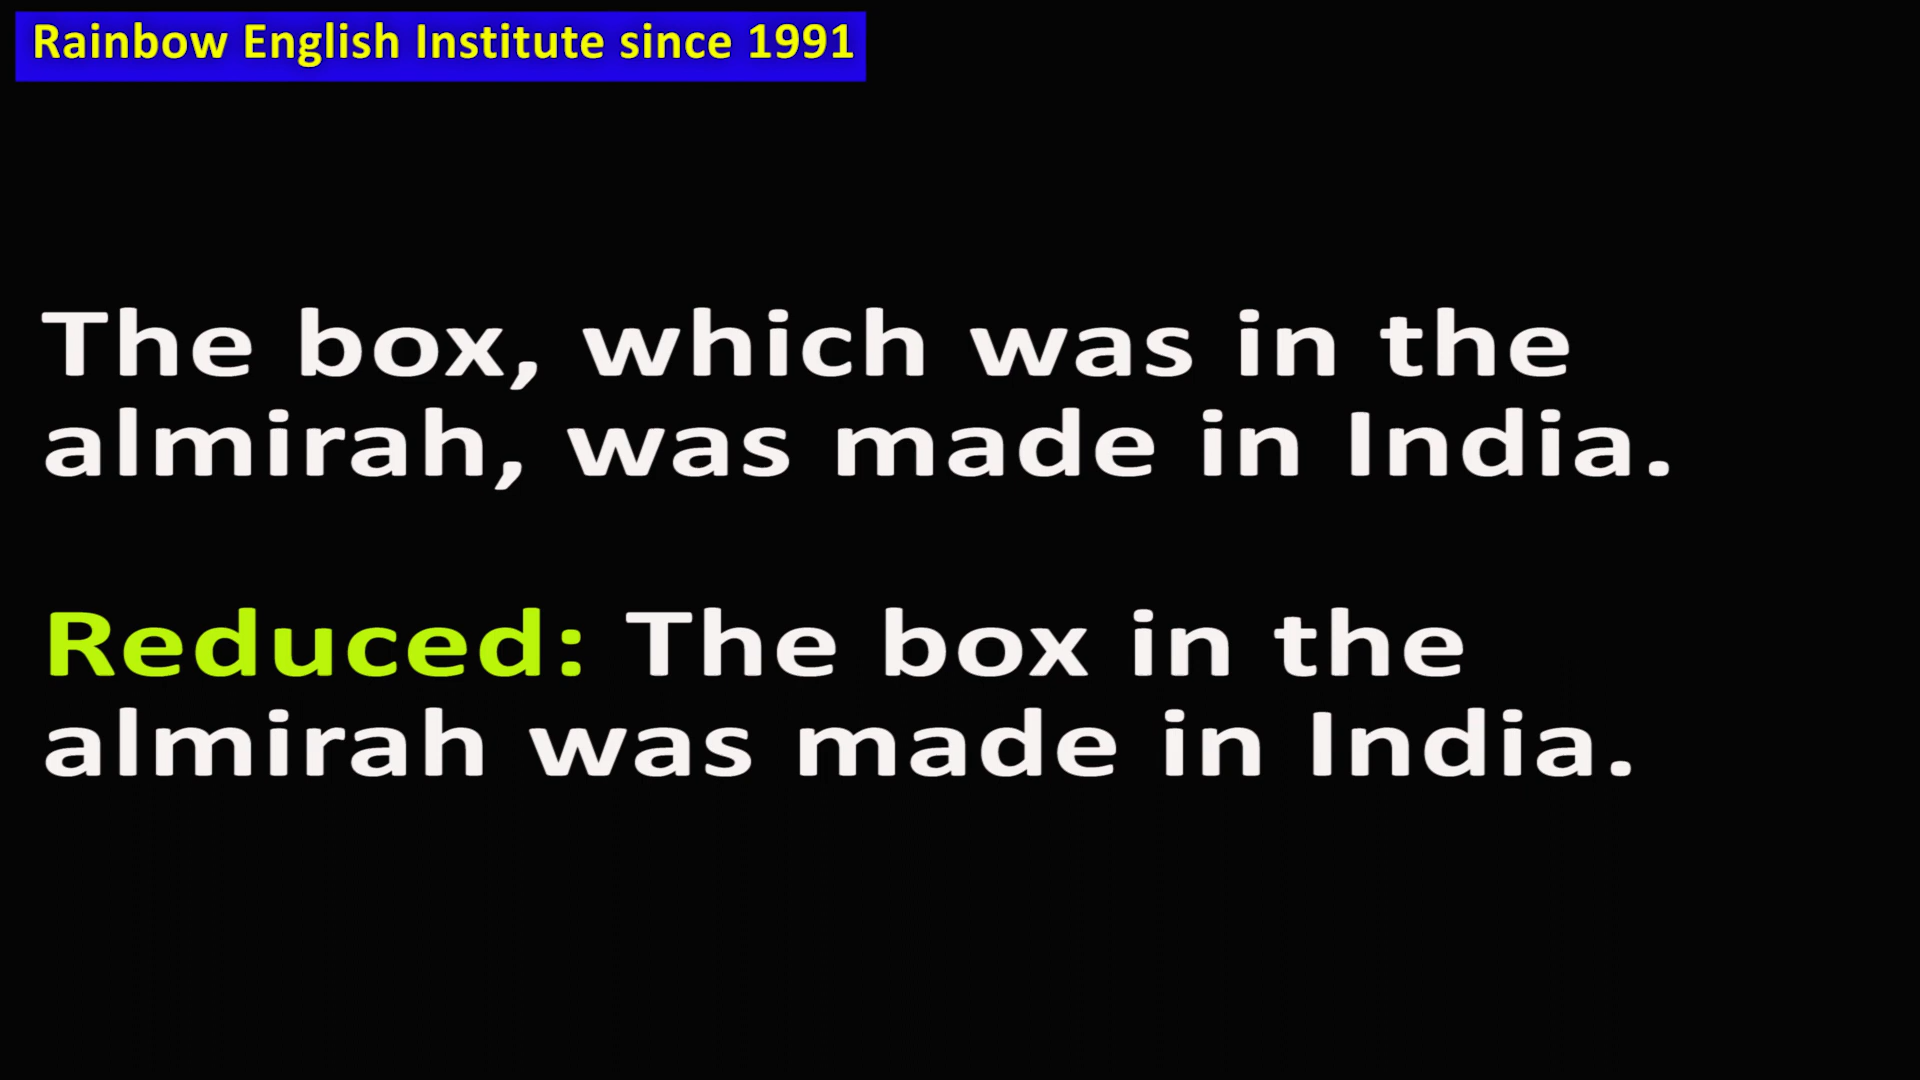 Rainbow English Institute since 1991
The box, which was in the
almirah, was made in India.
Reduced: The box in the
almirah was made in India.